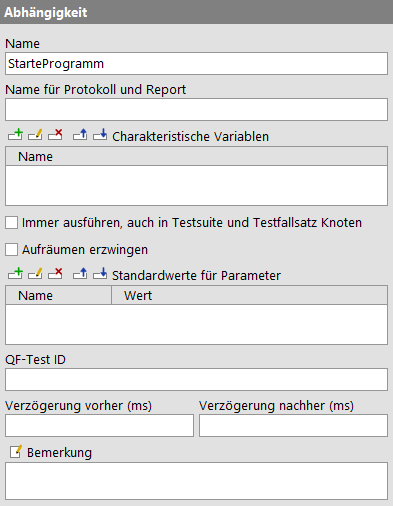 Abhängigkeit
Name
StarteProgramm
Name für Protokoll und Report
Charakteristische Variablen
Name
Immer ausführen, auch in Testsuite und Testfallsatz Knoten
Aufräumen erzwingen
Standardwerte für Parameter
Name Wert
QF-Test ID
Verzögerung vorher (ms) Verzögerung nachher (ms)
Bemerkung